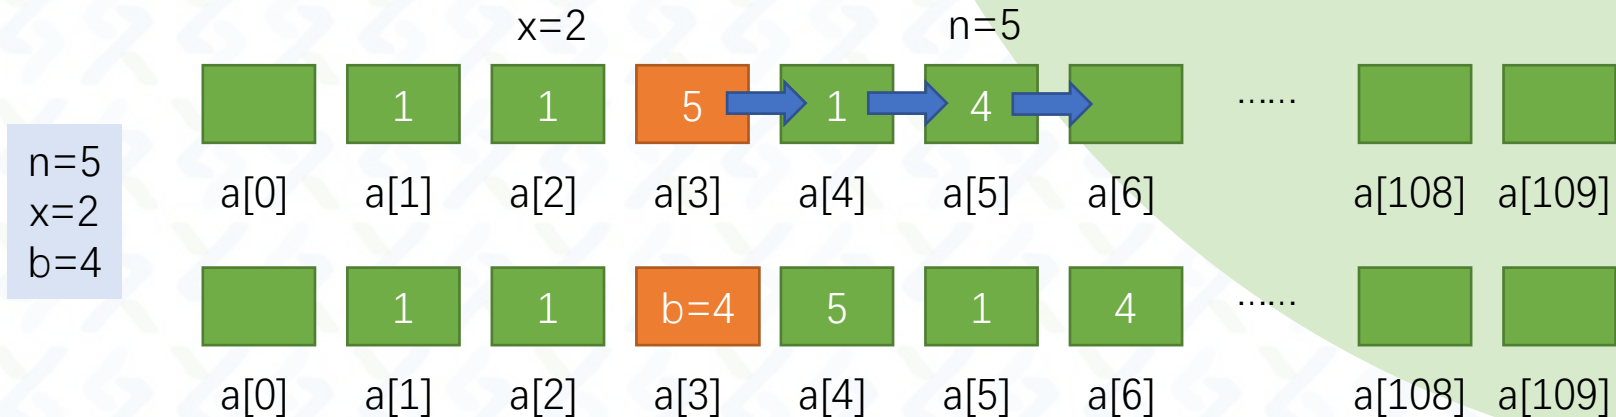 x=2 n=5
1 1 5 1 4 ……
a[0] a[1] a[2] a[3] a[4] a[5] a[6] a[108] a[109]
n=5
x=2
b=4
1 1 b=4 5 1 4 ……
a[0] a[1] a[2] a[3] a[4] a[5] a[6] a[108] a[109]